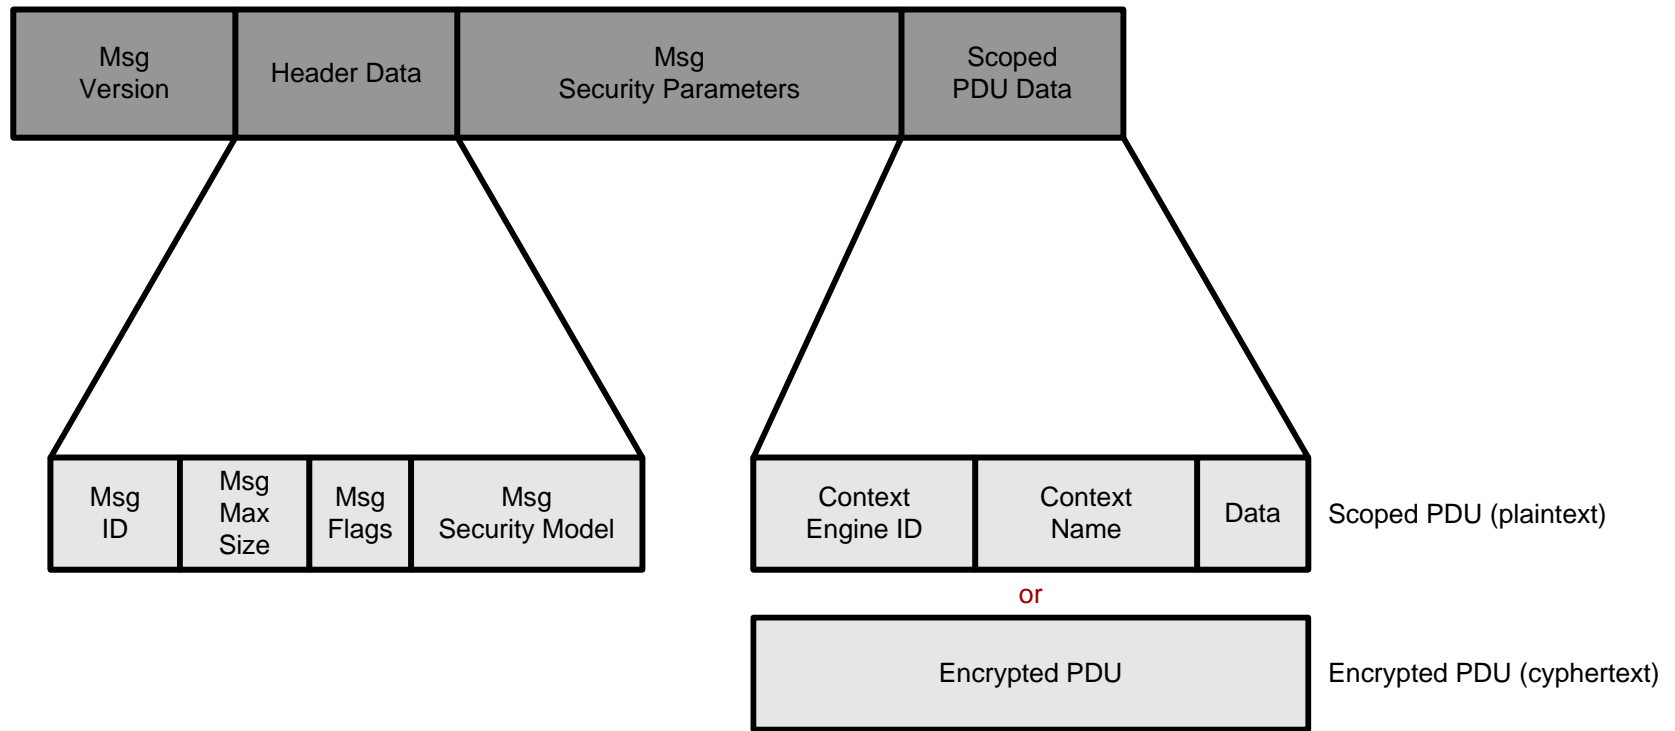 Msg
Version
Header Data
Msg
Security Parameters
Scoped
PDU Data
Msg
ID
Msg
Max
Size
Msg
Flags
Msg
Security Model
Context
Engine ID
Context
Name
Data
Scoped PDU (plaintext)
or
Encrypted PDU
Encrypted PDU (cyphertext)